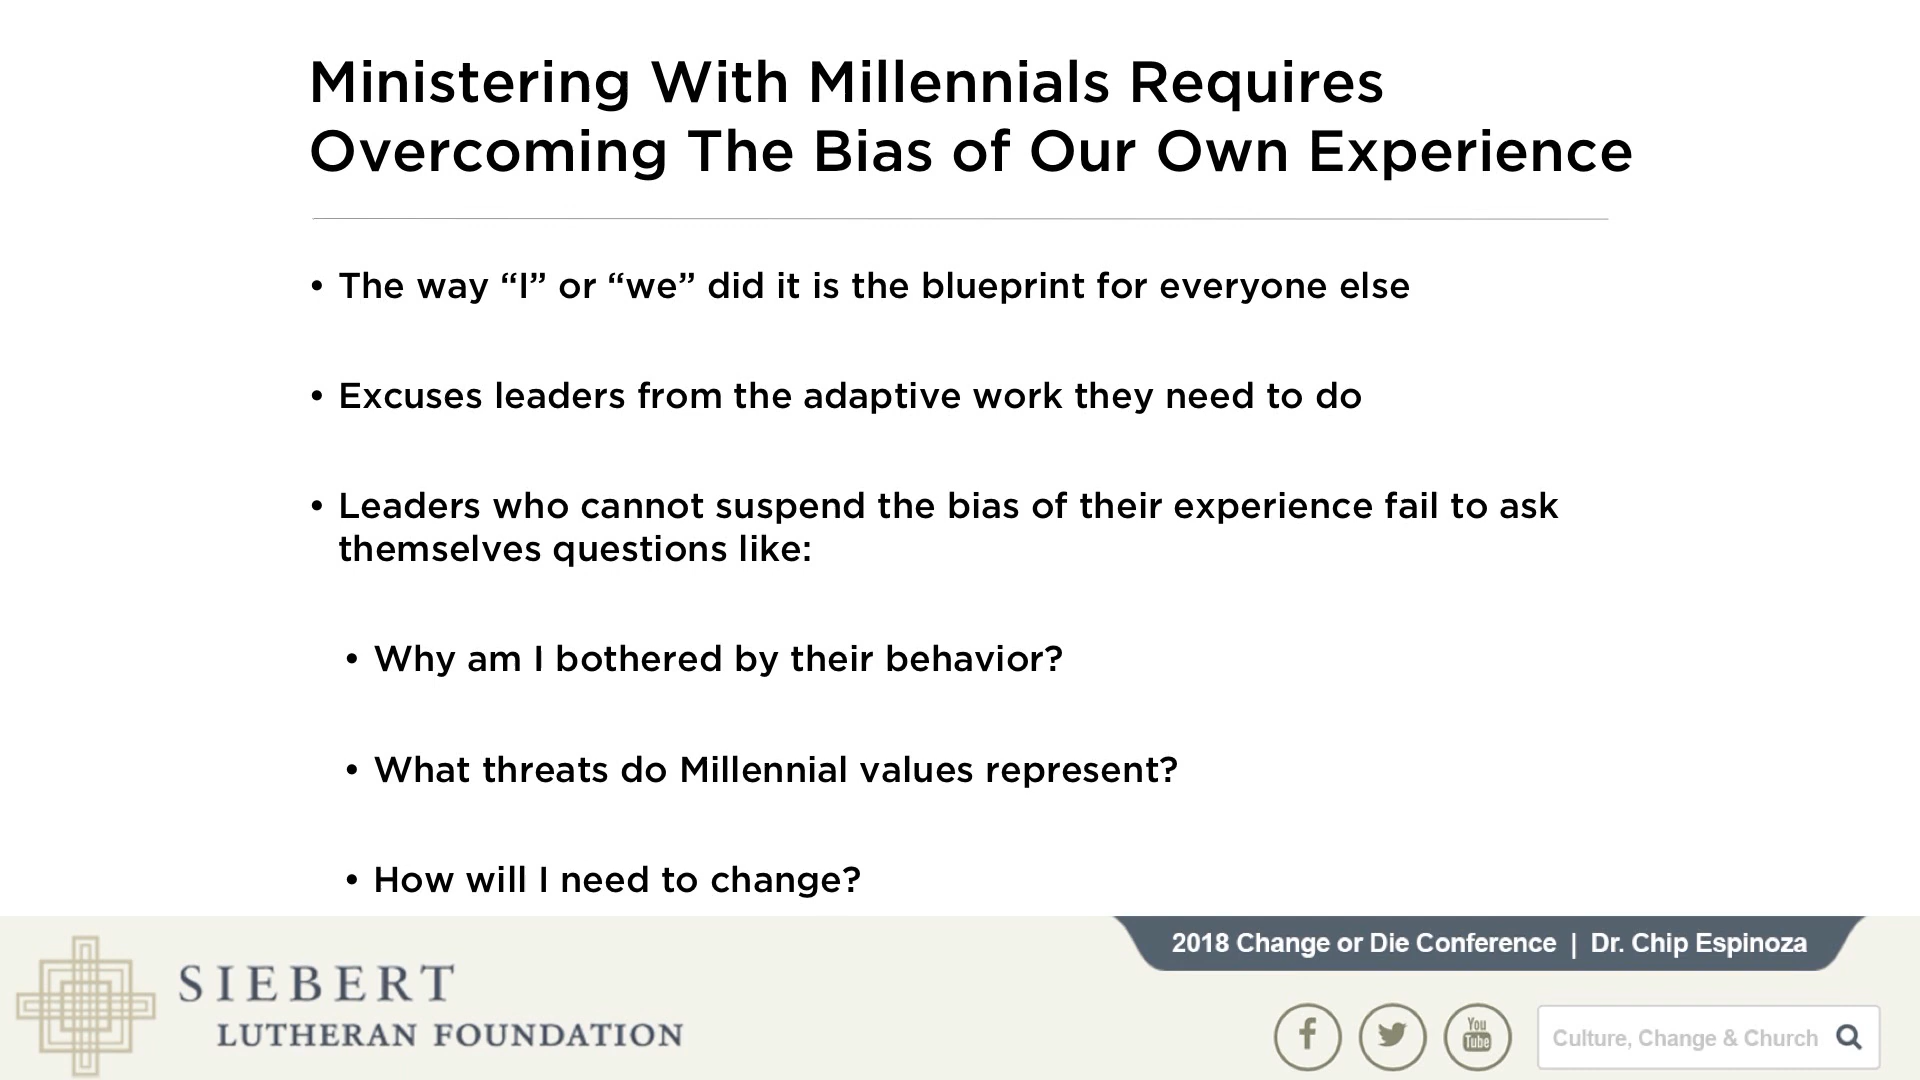 Ministering With Millennials Requires
Overcoming The Bias of Our Own Experience
• The way “I” or “we” did it is the blueprint for everyone else
• Excuses leaders from the adaptive work they need to do
• Leaders who cannot suspend the bias of their experience fail to ask
themselves questions like:
• Why am I bothered by their behavior?
• What threats do Millennial values represent?
• How will I need to change?
2018 Change or Die Conference | Dr. Chip Espinoza
SIEBERT
LUTHERAN FOUNDATION
You
Tube
Culture, Change & Church